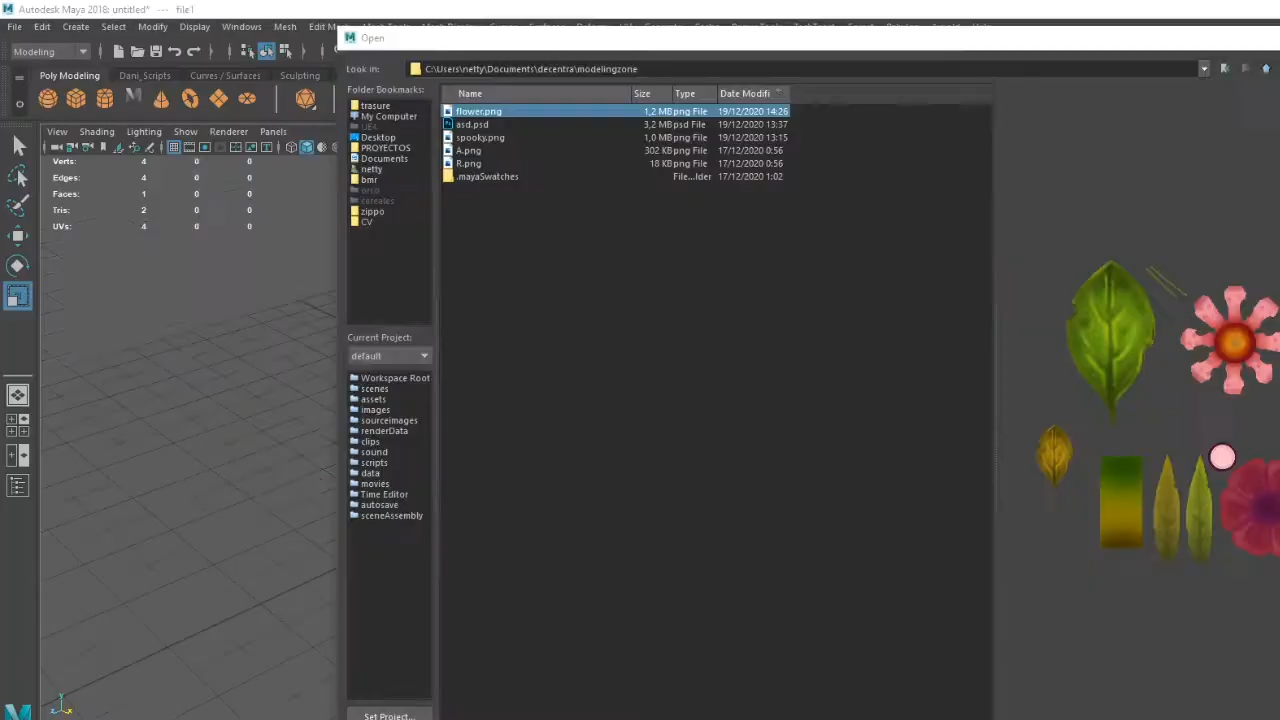 Autodesk Maya 2018: untitled* --- file1
File Edit Create Select Modify Display Windows Mesh Edit M
Open
Modeling
Look in: C:\Users\netty\Documents\decentra\modelingzone
Poly Modeling Dani_Scripts Curves / Surfaces Sculpting
Folder Bookmarks:
Name Size Type Date Modifi
trasure
My Computer
UE4
Desktop
PROYECTOS
Documents
netty
bmr
orco
cereales
zippo
CV
flower.png 1,2 MB png File 19/12/2020 14:26
asd.psd 3,2 MB psd File 19/12/2020 13:37
spooky.png 1,0 MB png File 19/12/2020 13:15
A.png 302 KB png File 17/12/2020 0:56
R.png 18 KB png File 17/12/2020 0:56
.mayaSwatches File...lder 17/12/2020 1:02
View Shading Lighting Show Renderer Panels
Verts: 4 0 0
Edges: 4 0 0
Faces: 1 0 0
Tris: 2 0 0
UVs: 4 0 0
Current Project:
default
Workspace Root
scenes
assets
images
sourceimages
renderData
clips
sound
scripts
data
movies
Time Editor
autosave
sceneAssembly
Set Project...